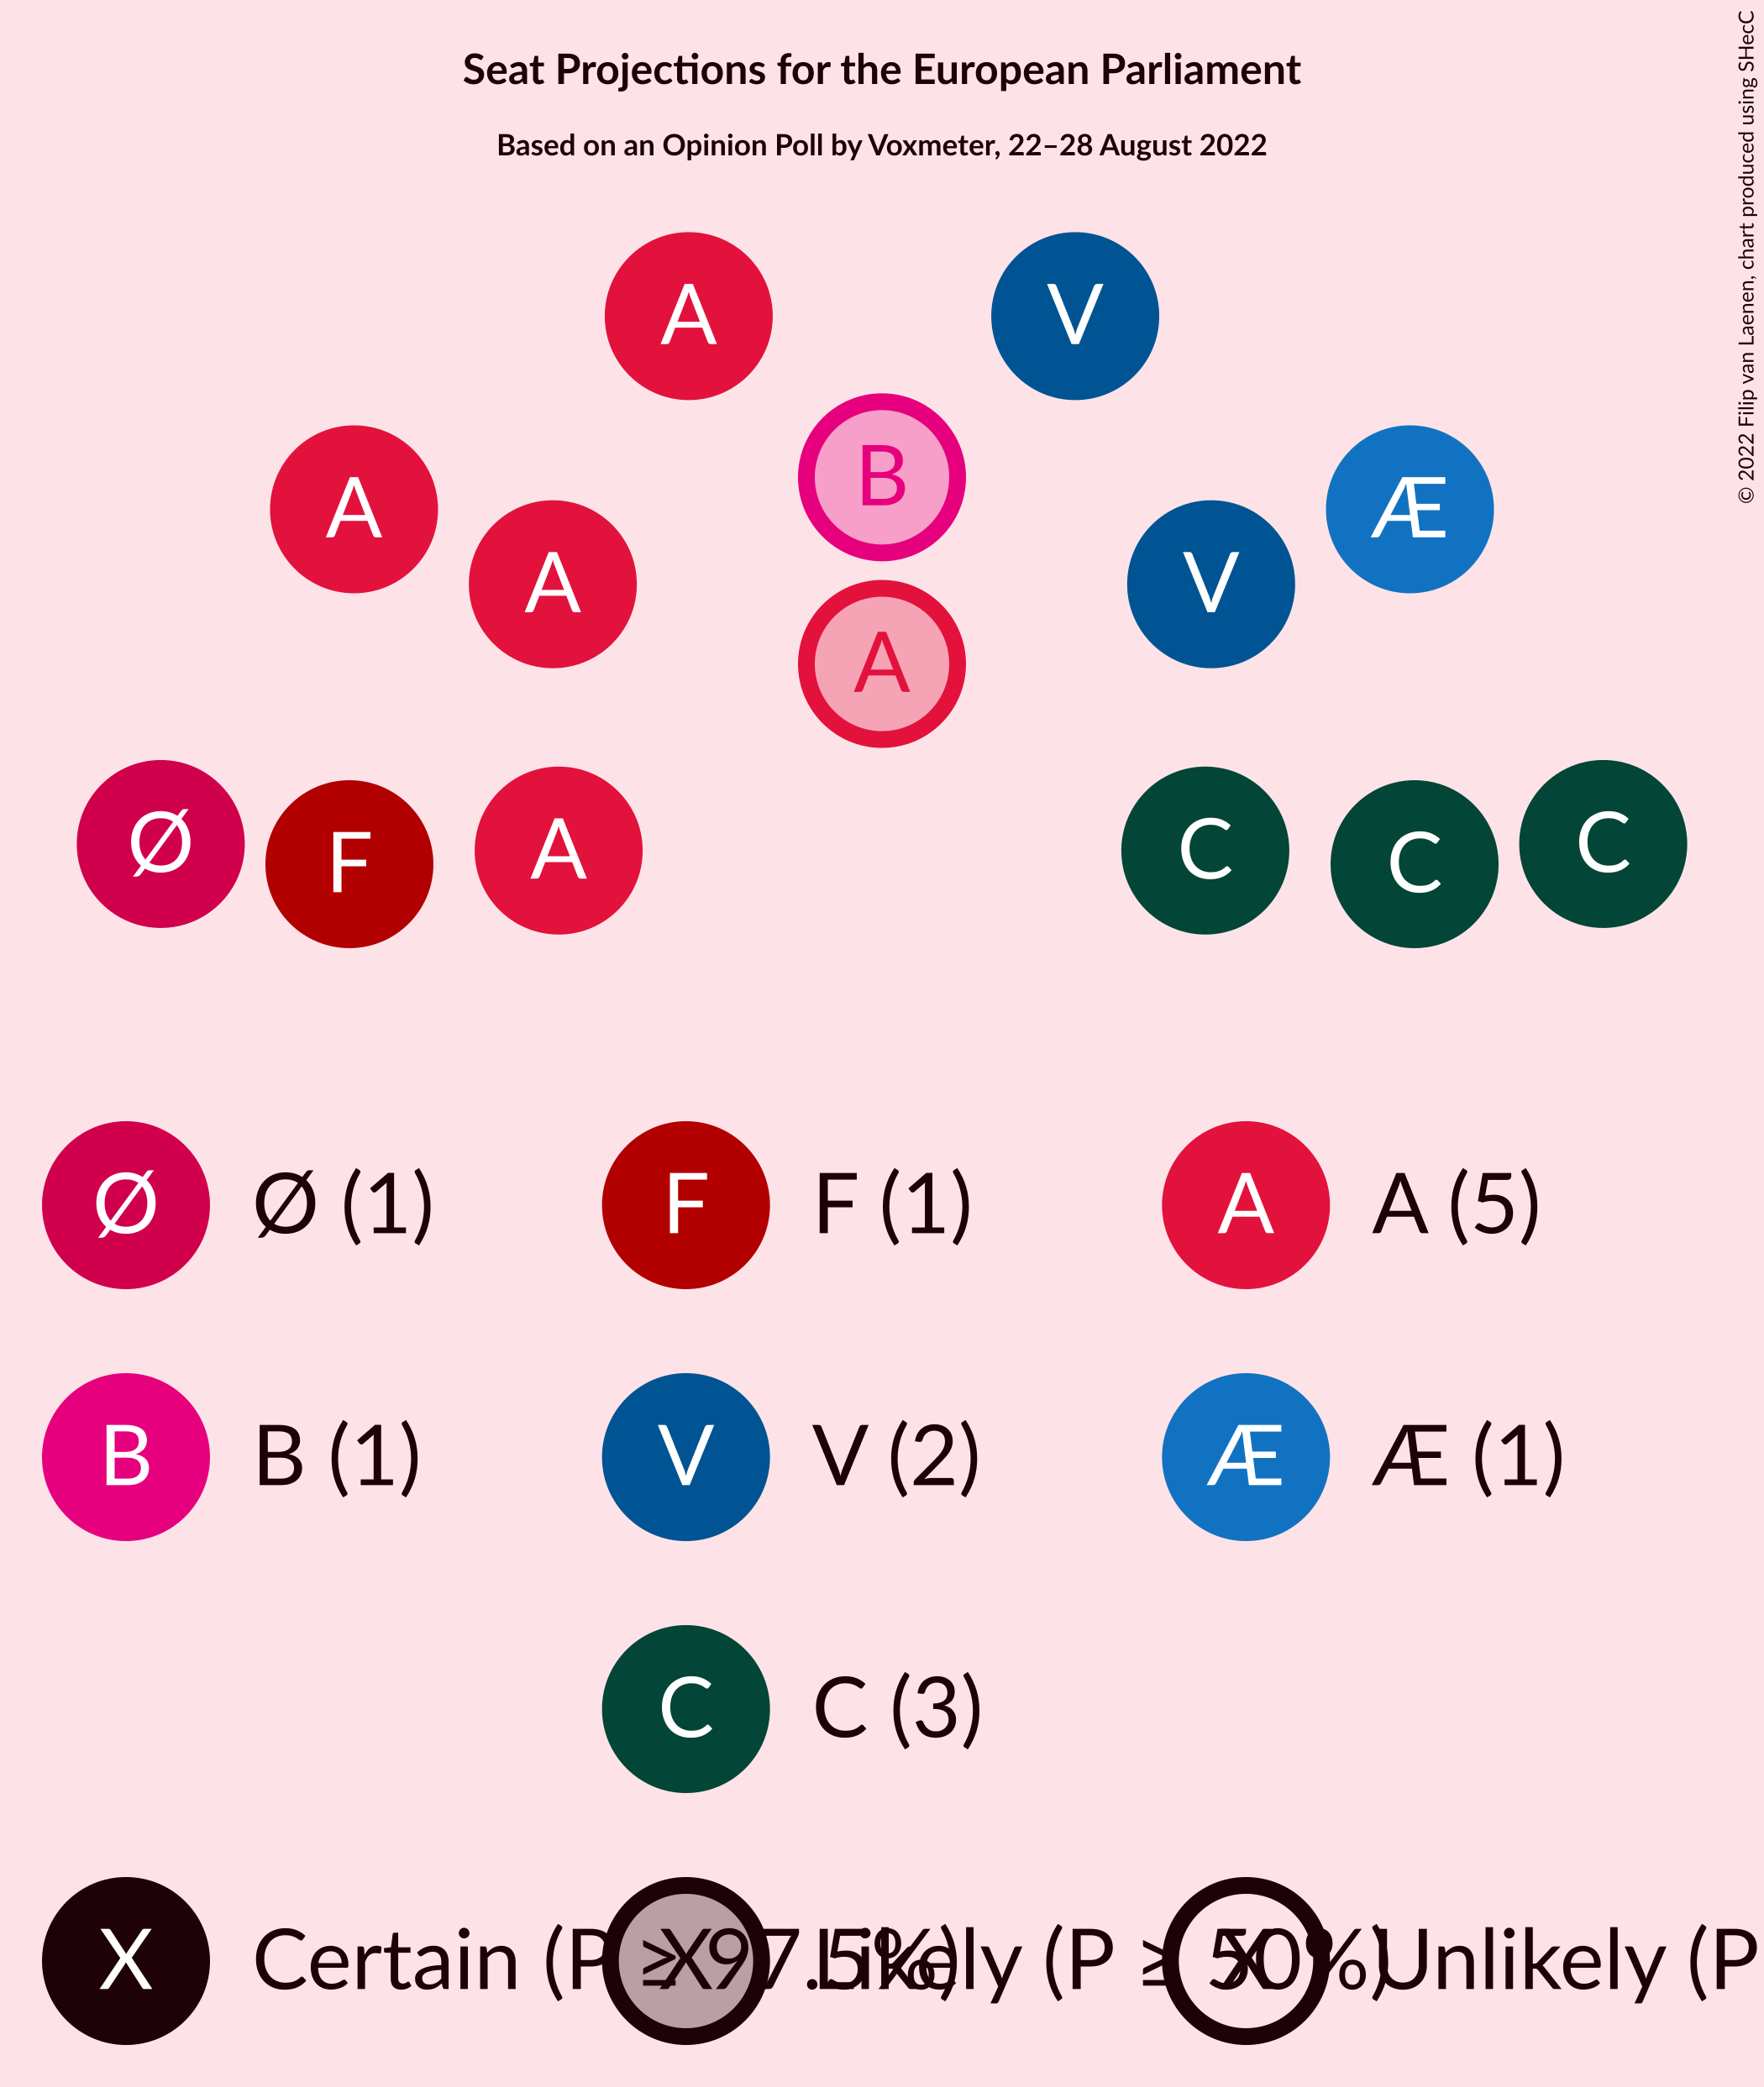 Seat Projections for the European Parliament
Based on an Opinion Poll by Voxmeter, 22–28 August 2022
© 2022 Filip van Laenen, chart produced using SHecC
A V
B
A Æ
A V
A
Ø F A C C C
Ø Ø (1) F F (1) A A (5)
B B (1) V V (2) Æ Æ (1)
C C (3)
X Certain (P ≥ 97.5%) X Likely (P ≥ 50%) X Unlikely (P